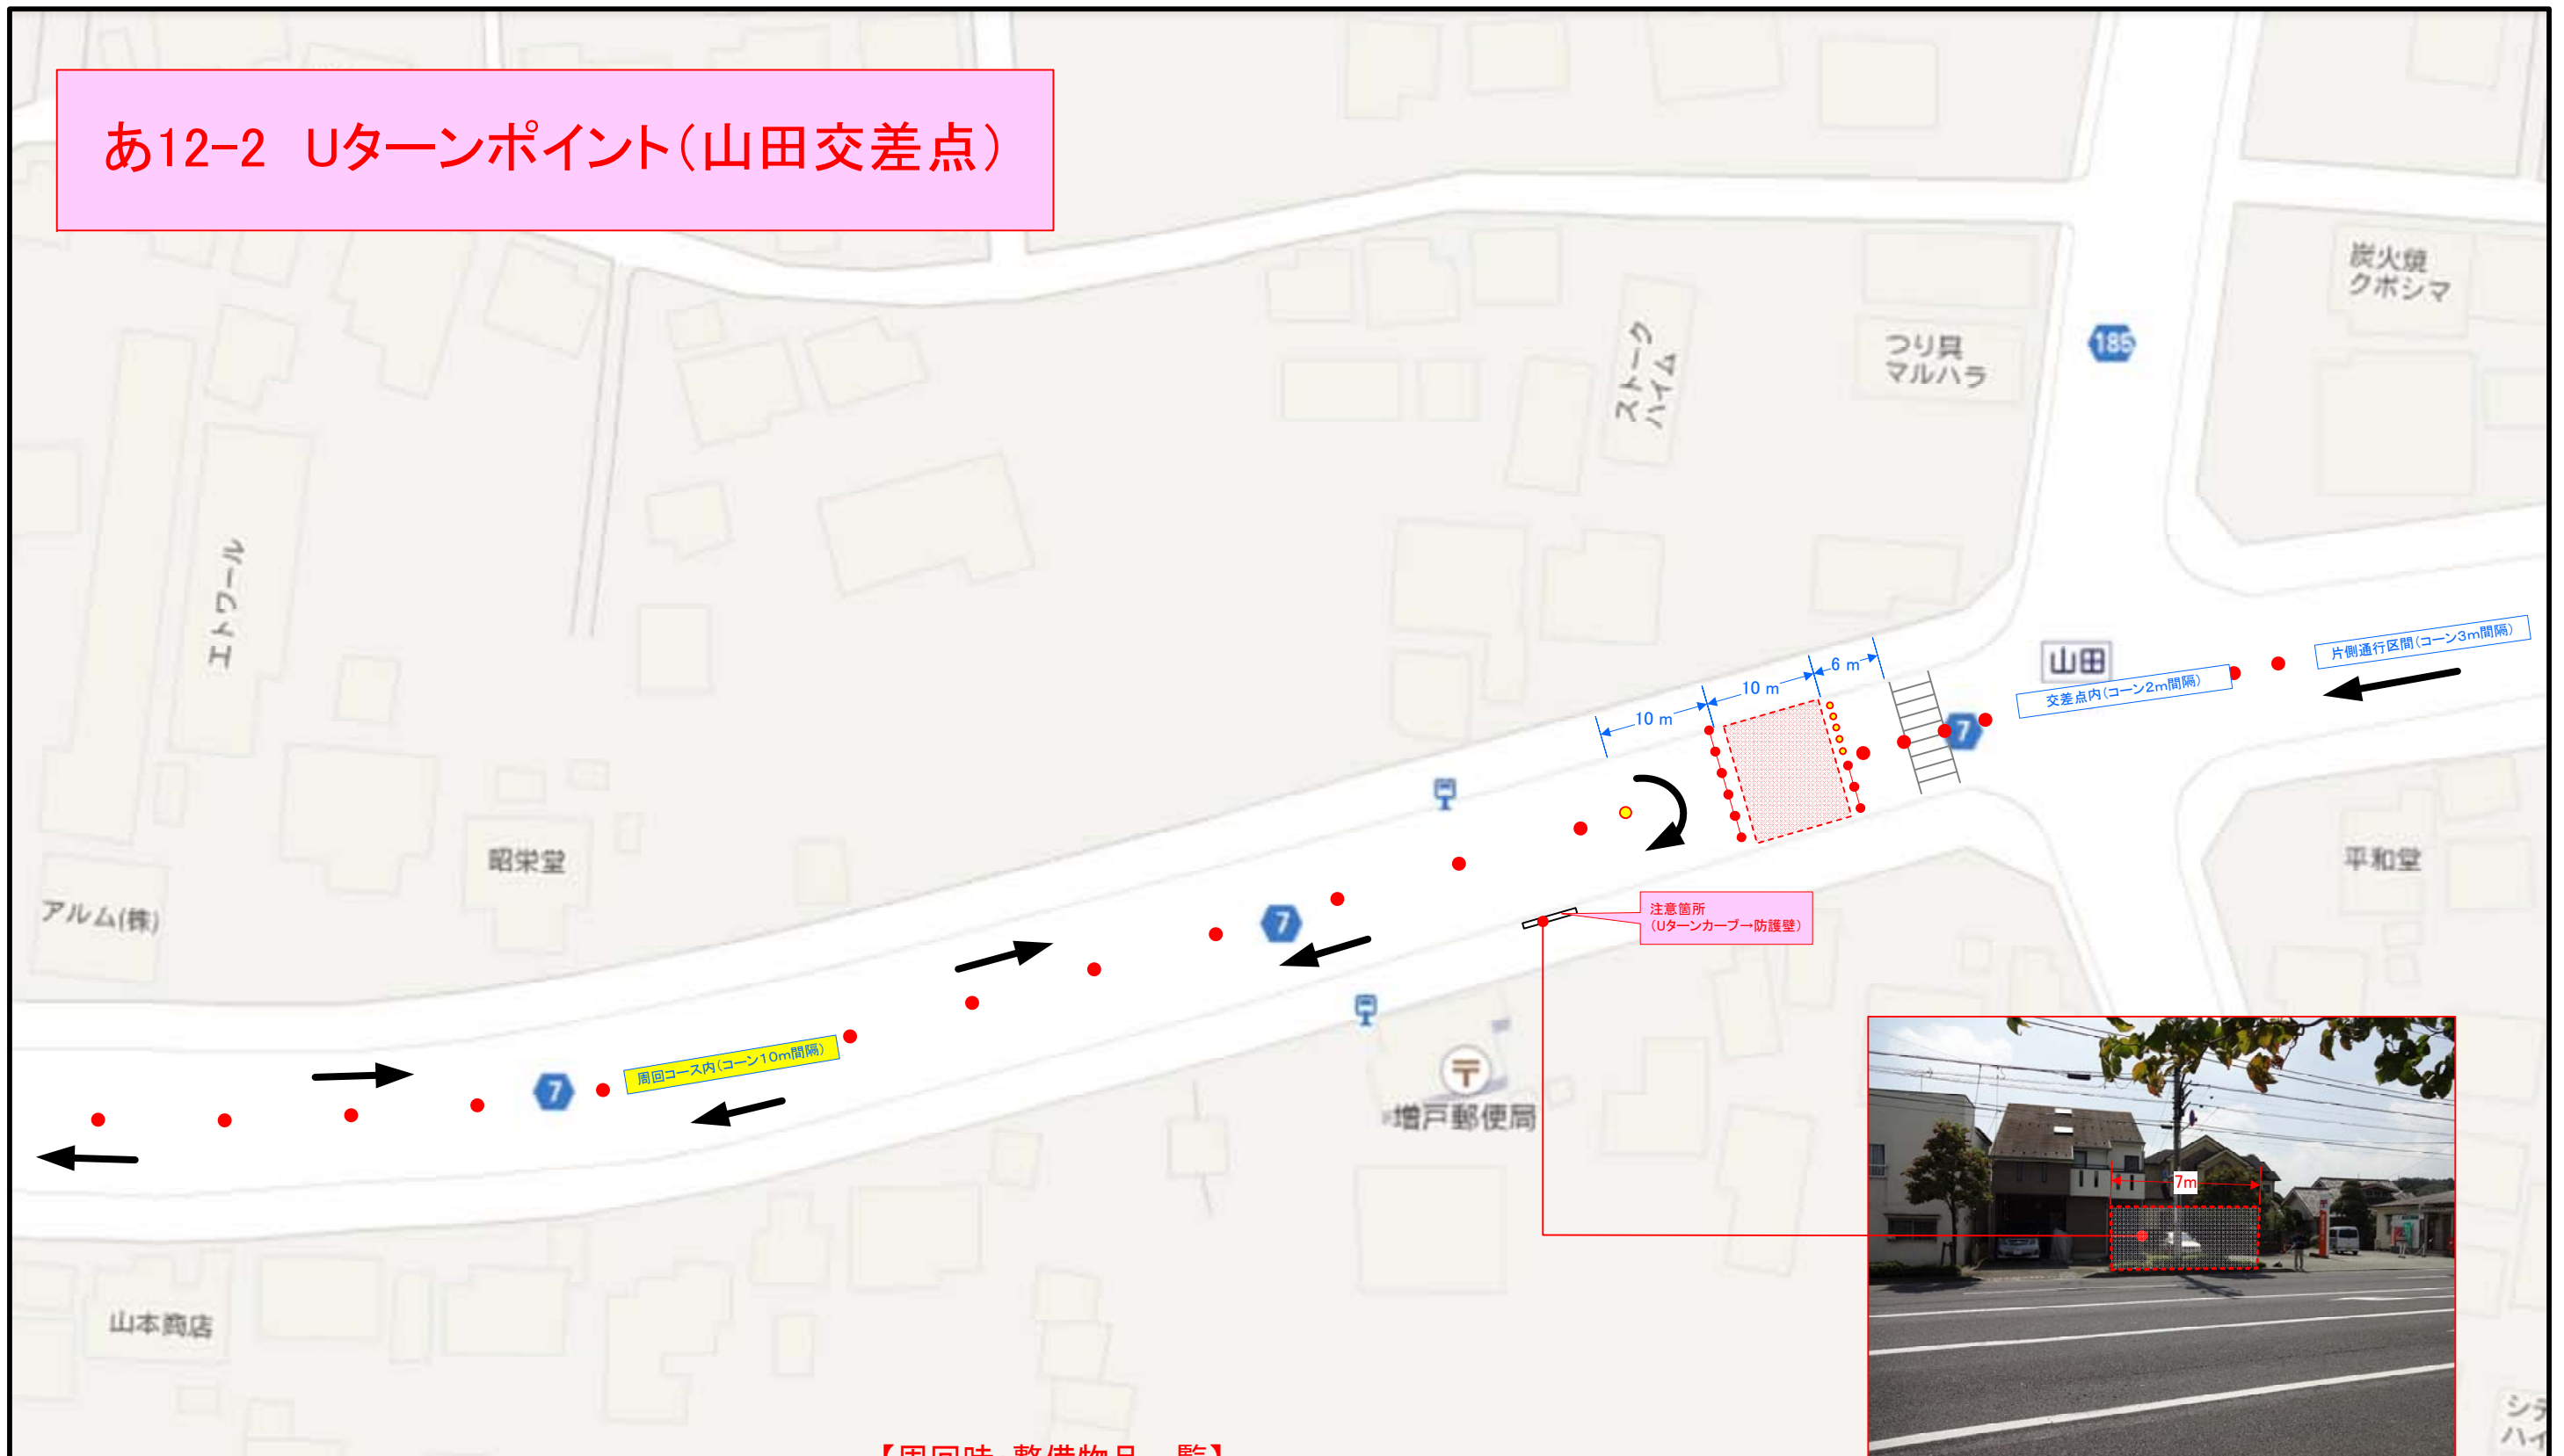 あ12-2 Uターンポイント(山田交差点)
炭火焼
クボシマ
ストーク
ハイム
つり具
マルハラ
185
エトワール
片側通行区間(コーン3m間隔)
山田
交差点内(コーン2m間隔)
6 m
10 m
10 m
7
昭栄堂
平和堂
アルム(株)
注意箇所
(Uターンカーブ→防護壁)
7
周回コース内(コーン10m間隔)
7
〒
増戸郵便局
7m
山本商店
ハイ